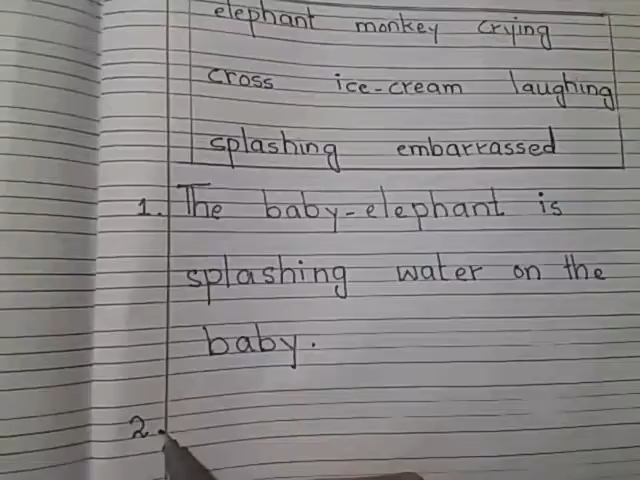 elephant monkey crying
cross ice-cream laughing
splashing embarrassed
1. The baby-elephant is
splashing water on the
baby.
2.